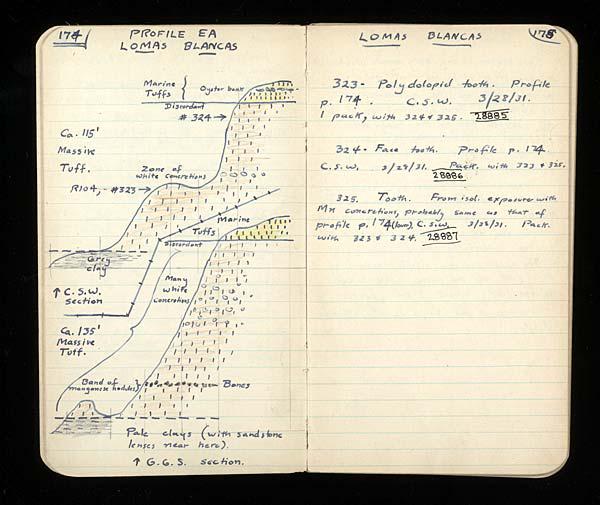 174
PROFILE EA
LOMAS BLANCAS
Marine
Tuffs
Oyster bank
Discordant
# 324
Ca. 115'
Massive
Tuff.
Zone of
white concretions
R104, - #323
Marine
Tuffs
Discordant
Grey
clay
↑ C.S.W.
section
Many
white
concretions
Ca. 135'
Massive
Tuff.
Band of
manganese nodules
Bones
Pale clays (with sandstone
lenses near here).
↑ G.G.S. section.
LOMAS BLANCAS
175
323- Polydolopid tooth. Profile
p. 174. C.S.W. 3/28/31.
1 pack, with 324 & 325. 28885
324- Face tooth. Profile p. 174.
C.S.W. 3/28/31. Pack. with 323 & 325.
28886
325. Tooth. From isol. exposure with
Mn concretions, probably same as that of
profile p. 174 (low). C.S.W. 3/28/31. Pack.
with 323 & 324. 28887